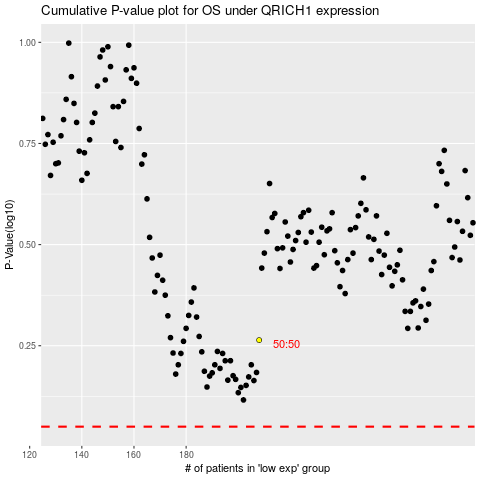 Cumulative P-value plot for OS under QRICH1 expression
P-Value(log10)
1.00
0.75
0.50
0.25
50:50
120 140 160 180
# of patients in 'low exp' group